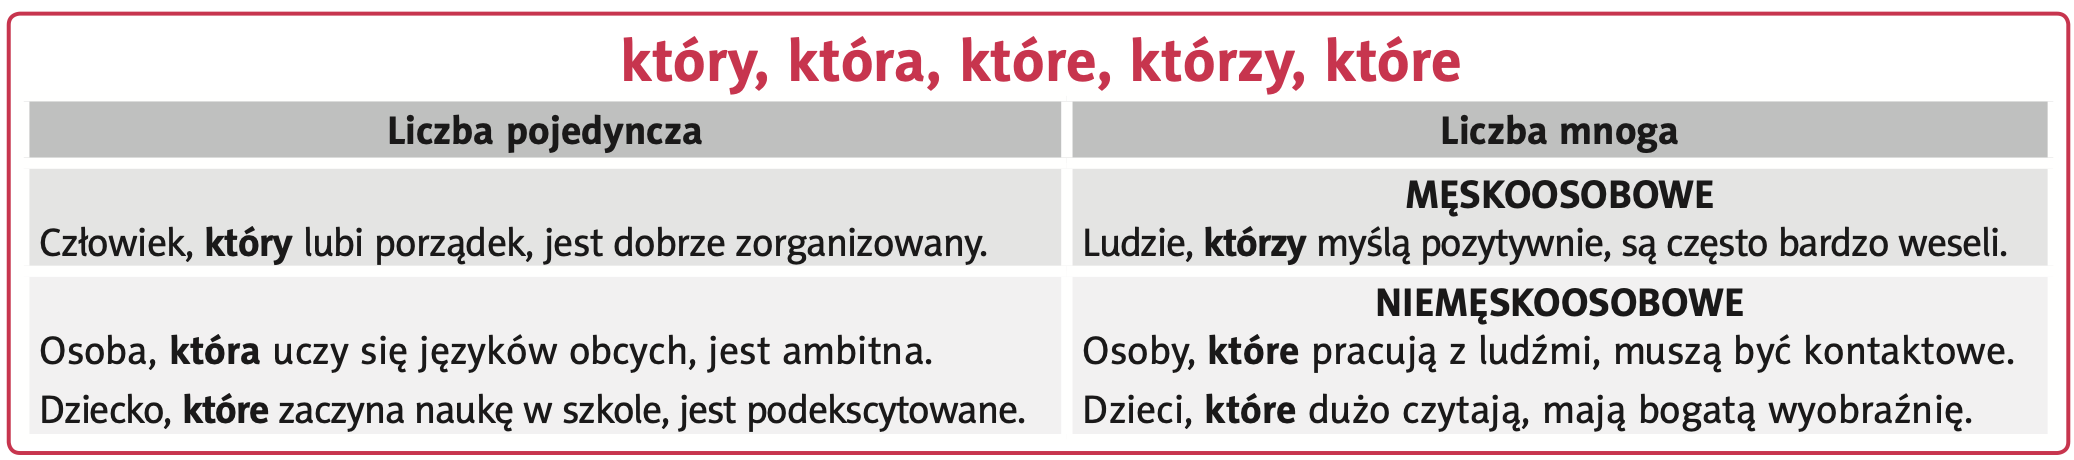 który, która, które, którzy, które
Liczba pojedyncza
Liczba mnoga
Człowiek, który lubi porządek, jest dobrze zorganizowany.
MĘSKOOSOBOWE
Ludzie, którzy myślą pozytywnie, są często bardzo weseli.
Osoba, która uczy się języków obcych, jest ambitna.
Dziecko, które zaczyna naukę w szkole, jest podekscytowane.
NIEMĘSKOOSOBOWE
Osoby, które pracują z ludźmi, muszą być kontaktowe.
Dzieci, które dużo czytają, mają bogatą wyobraźnię.